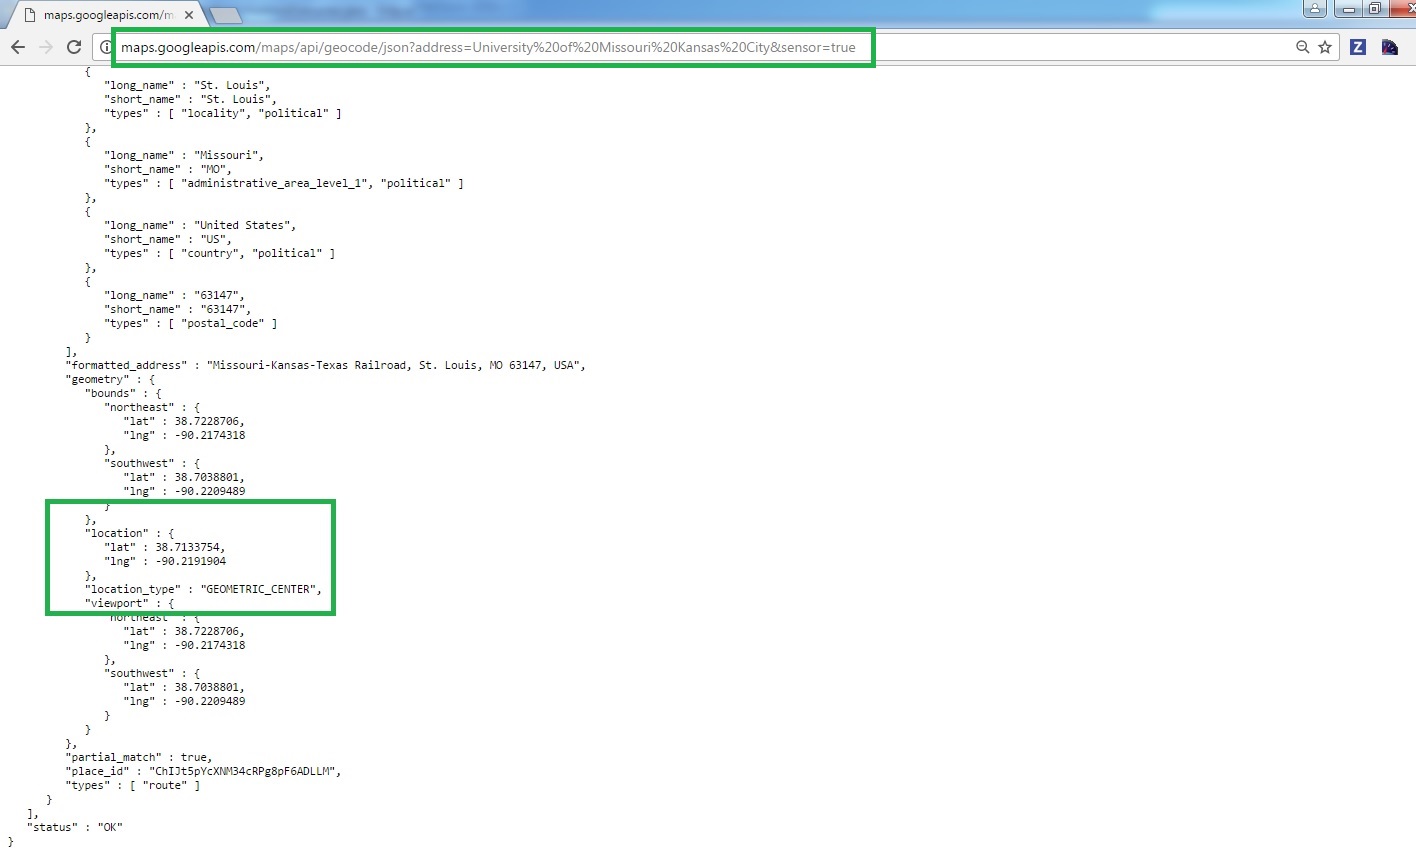 maps.googleapis.com/m
maps.googleapis.com/maps/api/geocode/json?address=University%20of%20Missouri%20Kansas%20City&sensor=true
Z
{
"long_name" : "St. Louis",
"short_name" : "St. Louis",
"types" : [ "locality", "political" ]
},
{
"long_name" : "Missouri",
"short_name" : "MO",
"types" : [ "administrative_area_level_1", "political" ]
},
{
"long_name" : "United States",
"short_name" : "US",
"types" : [ "country", "political" ]
},
{
"long_name" : "63147",
"short_name" : "63147",
"types" : [ "postal_code" ]
}
],
"formatted_address" : "Missouri-Kansas-Texas Railroad, St. Louis, MO 63147, USA",
"geometry" : {
"bounds" : {
"northeast" : {
"lat" : 38.7228706,
"lng" : -90.2174318
},
"southwest" : {
"lat" : 38.7038801,
"lng" : -90.2209489
}
},
"location" : {
"lat" : 38.7133754,
"lng" : -90.2191904
},
"location_type" : "GEOMETRIC_CENTER",
"viewport" : {
"northeast" : {
"lat" : 38.7228706,
"lng" : -90.2174318
},
"southwest" : {
"lat" : 38.7038801,
"lng" : -90.2209489
}
}
},
"partial_match" : true,
"place_id" : "ChIJt5pYcXNM34cRPg8pF6ADLLM",
"types" : [ "route" ]
}
],
"status" : "OK"
}